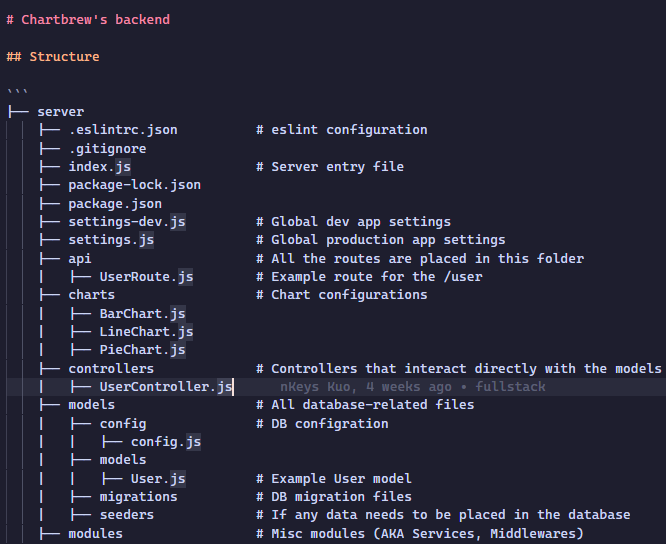 # Chartbrew's backend
## Structure
```
├── server
│   ├── .eslintrc.json          # eslint configuration
│   ├── .gitignore
│   ├── index.js                # Server entry file
│   ├── package-lock.json
│   ├── package.json
│   ├── settings-dev.js         # Global dev app settings
│   ├── settings.js             # Global production app settings
│   ├── api                     # All the routes are placed in this folder
│   │   ├── UserRoute.js        # Example route for the /user
│   ├── charts                  # Chart configurations
│   │   ├── BarChart.js
│   │   ├── LineChart.js
│   │   ├── PieChart.js
│   ├── controllers             # Controllers that interact directly with the models
│   │   ├── UserController.js      nKeys Kuo, 4 weeks ago • fullstack
│   ├── models                  # All database-related files
│   │   ├── config              # DB configration
│   │   │   ├── config.js
│   │   ├── models
│   │   │   ├── User.js         # Example User model
│   │   ├── migrations          # DB migration files
│   │   ├── seeders             # If any data needs to be placed in the database
│   ├── modules                 # Misc modules (AKA Services, Middlewares)